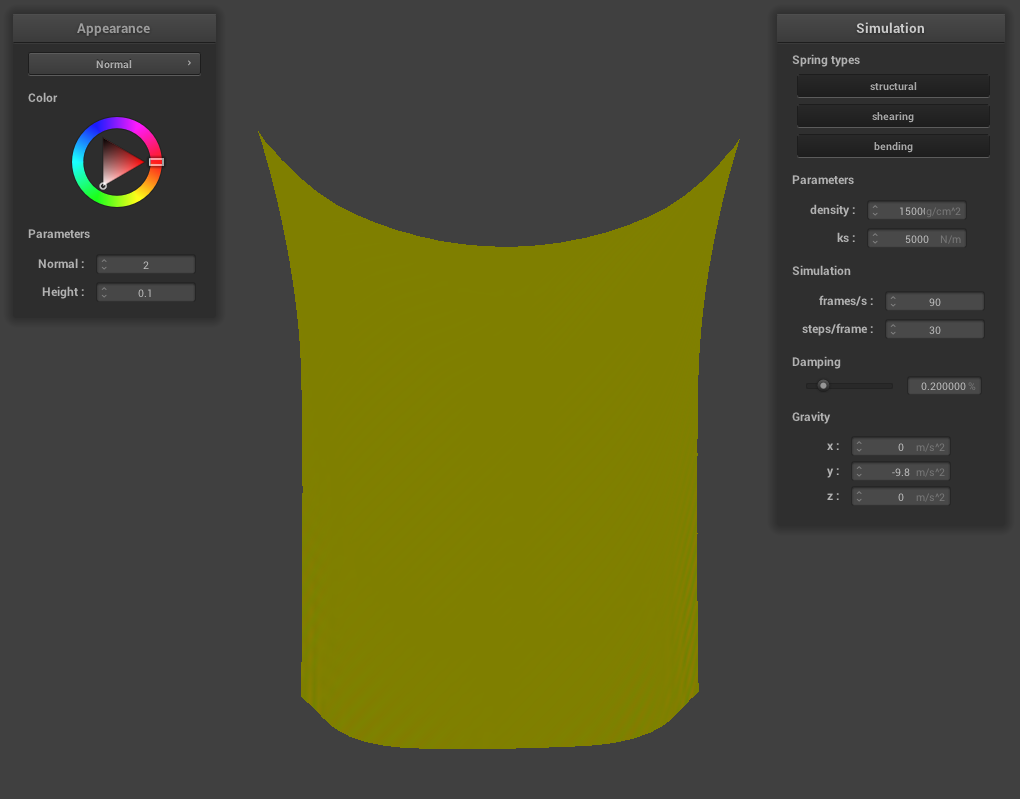 Appearance
Normal
Color
Parameters
Normal : 2
Height : 0.1
Simulation
Spring types
structural
shearing
bending
Parameters
density : 1500 g/cm^2
ks : 5000 N/m
Simulation
frames/s : 90
steps/frame : 30
Damping
0.200000 %
Gravity
x : 0 m/s^2
y : -9.8 m/s^2
z : 0 m/s^2